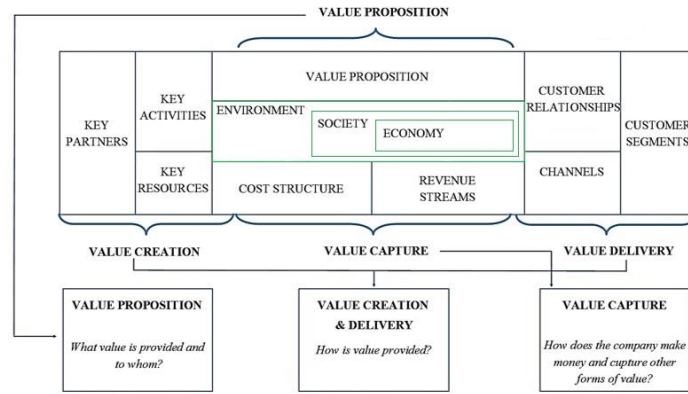 VALUE PROPOSITION
VALUE PROPOSITION
KEY
PARTNERS
KEY
ACTIVITIES
KEY
RESOURCES
ENVIRONMENT
SOCIETY
ECONOMY
COST STRUCTURE
REVENUE
STREAMS
CUSTOMER
RELATIONSHIPS
CHANNELS
CUSTOMER
SEGMENTS
VALUE CREATION
VALUE CAPTURE
VALUE DELIVERY
VALUE PROPOSITION
What value is provided and
to whom?
VALUE CREATION
& DELIVERY
How is value provided?
VALUE CAPTURE
How does the company make
money and cupture other
forms of value?